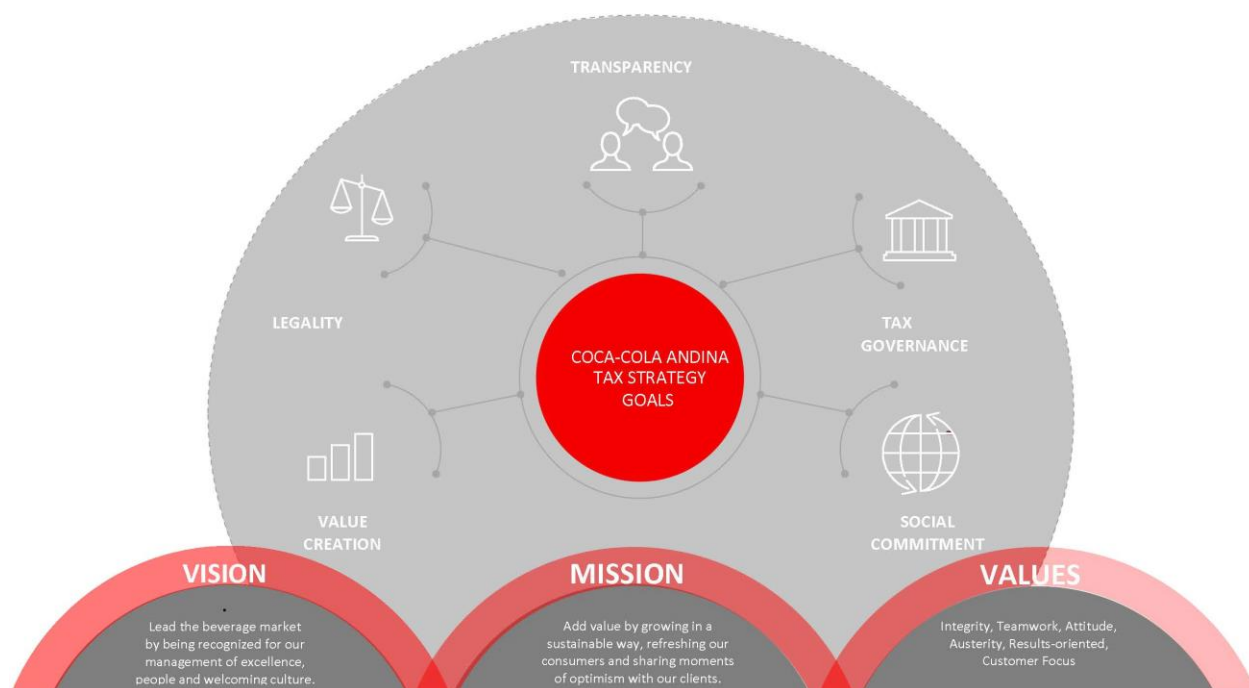 TRANSPARENCY
LEGALITY
TAX
GOVERNANCE
COCA-COLA ANDINA
TAX STRATEGY
GOALS
VALUE
CREATION
SOCIAL
COMMITMENT
VISION
Lead the beverage market
by being recognized for our
management of excellence,
people and welcoming culture.
MISSION
Add value by growing in a
sustainable way, refreshing our
consumers and sharing moments
of optimism with our clients.
VALUES
Integrity, Teamwork, Attitude,
Austerity, Results-oriented,
Customer Focus